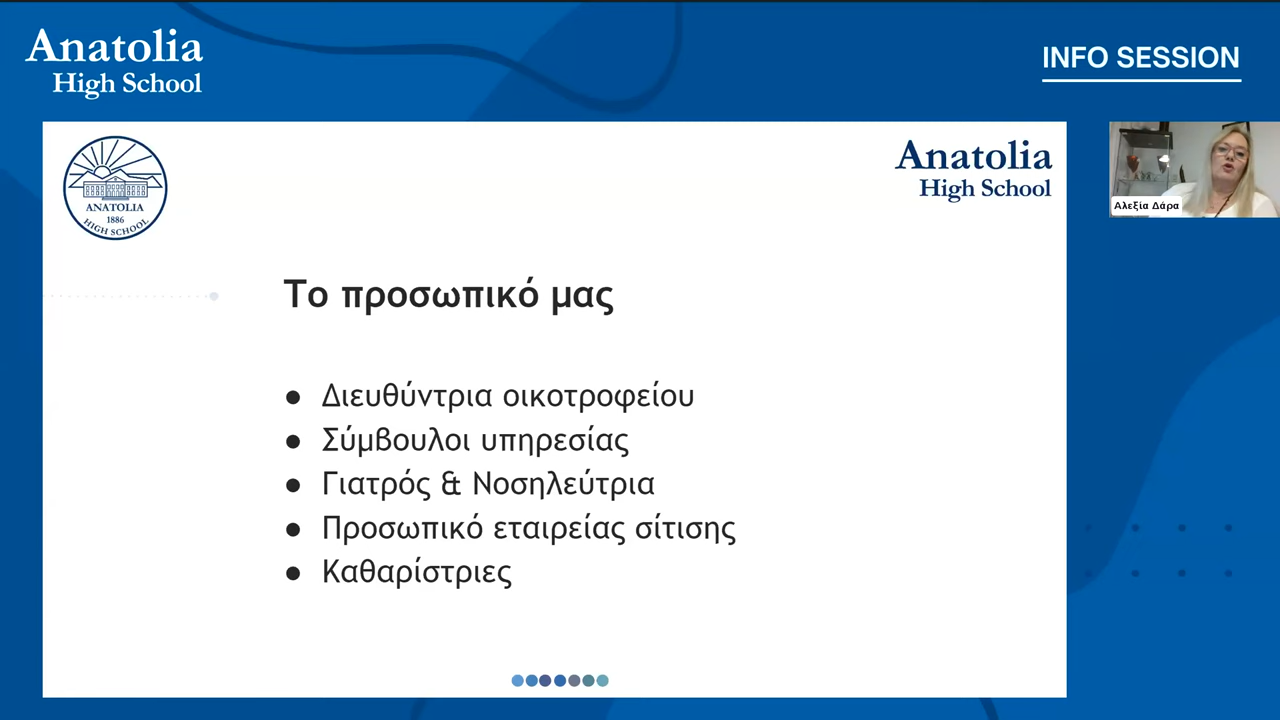 Anatolia
High School
INFO SESSION
ANATOLIA
1886
HIGH SCHOOL
Anatolia
High School
Αλεξία Δάρα
Το προσωπικό μας
● Διευθύντρια οικοτροφείου
● Σύμβουλοι υπηρεσίας
● Γιατρός & Νοσηλεύτρια
● Προσωπικό εταιρείας σίτισης
● Καθαρίστριες